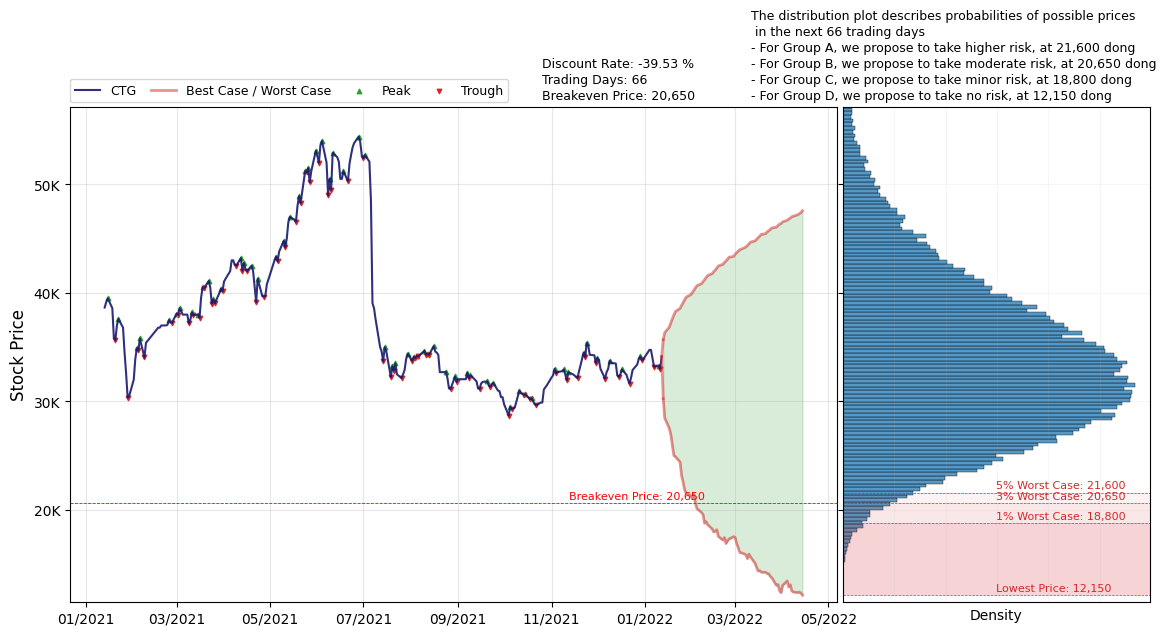 The distribution plot describes probabilities of possible prices
in the next 66 trading days
- For Group A, we propose to take higher risk, at 21,600 dong
- For Group B, we propose to take moderate risk, at 20,650 dong
- For Group C, we propose to take minor risk, at 18,800 dong
- For Group D, we propose to take no risk, at 12,150 dong
Discount Rate: -39.53 %
Trading Days: 66
Breakeven Price: 20,650
CTG Best Case / Worst Case Peak Trough
Stock Price
50K
40K
30K
20K
Breakeven Price: 20,650
5% Worst Case: 21,600
3% Worst Case: 20,650
1% Worst Case: 18,800
Lowest Price: 12,150
01/2021 03/2021 05/2021 07/2021 09/2021 11/2021 01/2022 03/2022 05/2022
Density